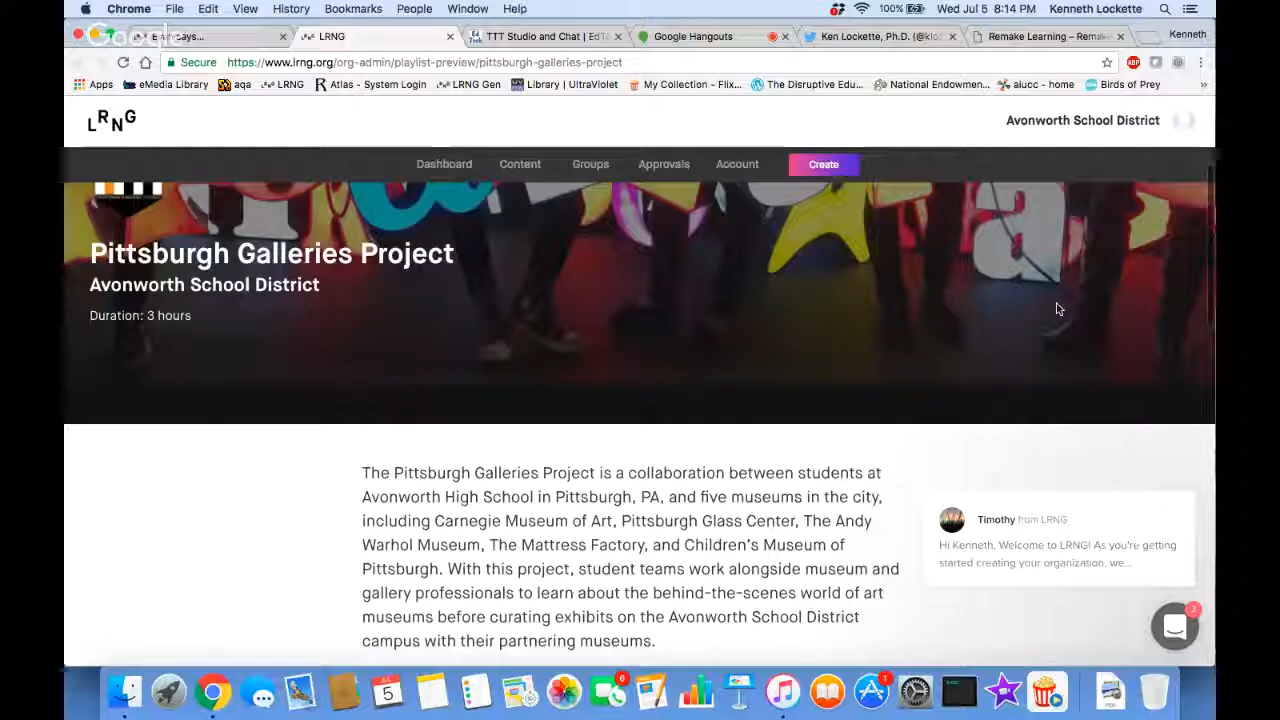 Chrome File Edit View History Bookmarks People Window Help 100% Wed Jul 5 8:14 PM Kenneth Lockette
Google LRNG TTT Studio and Chat | EdT Google Hangouts Ken Lockette, Ph.D. (@kloc Remake Learning – Remake Kenneth
Secure https://www.lrng.org/org-admin/playlist-preview/pittsburgh-galleries-project
Apps eMedia Library aqa LRNG Atlas - System Login LRNG Gen Library | UltraViolet My Collection - Flix... The Disruptive Edu... National Endowmen... aiucc - home Birds of Prey
LRNG Avonworth School District
Dashboard Content Groups Approvals Account Create
Pittsburgh Galleries Project
Avonworth School District
Duration: 3 hours
The Pittsburgh Galleries Project is a collaboration between students at
Avonworth High School in Pittsburgh, PA, and five museums in the city,
including Carnegie Museum of Art, Pittsburgh Glass Center, The Andy
Warhol Museum, The Mattress Factory, and Children's Museum of
Pittsburgh. With this project, student teams work alongside museum and
gallery professionals to learn about the behind-the-scenes world of art
museums before curating exhibits on the Avonworth School District
campus with their partnering museums.
Timothy from LRNG
Hi Kenneth, Welcome to LRNG! As you're getting
started creating your organization, we...
3
JUL
5
6
1